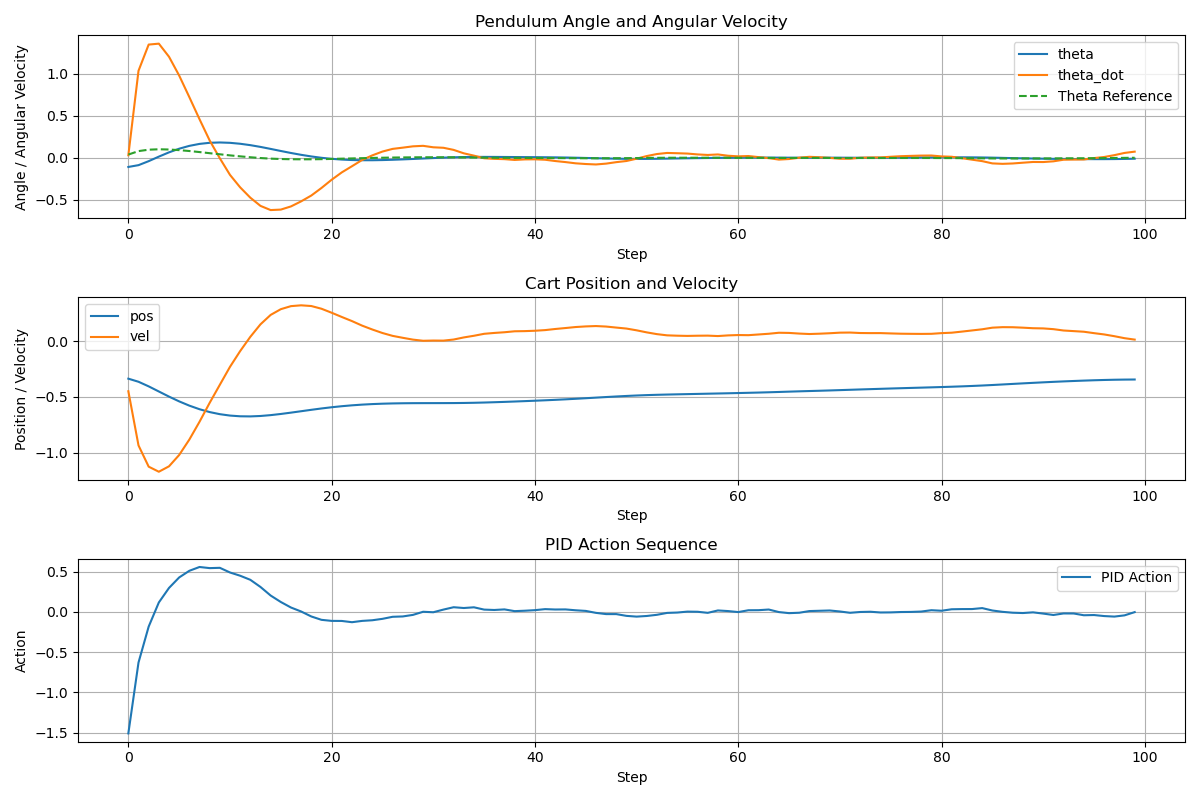 Pendulum Angle and Angular Velocity
Angle / Angular Velocity
1.0
0.5
0.0
−0.5
theta
theta_dot
Theta Reference
0 20 40 60 80 100
Step
Cart Position and Velocity
Position / Velocity
0.0
−0.5
−1.0
pos
vel
0 20 40 60 80 100
Step
PID Action Sequence
Action
0.5
0.0
−0.5
−1.0
−1.5
PID Action
0 20 40 60 80 100
Step